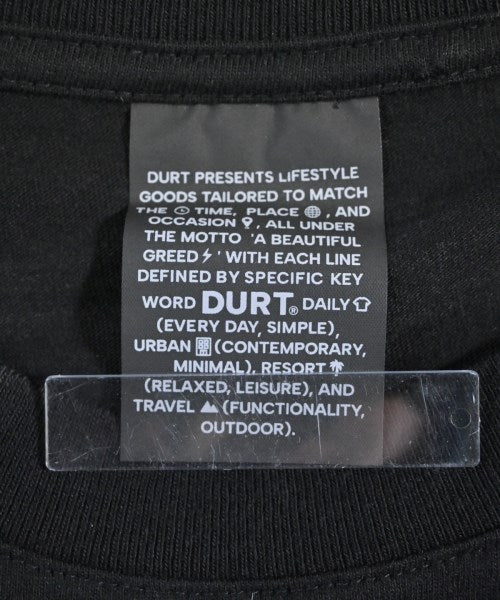 DURT PRESENTS LIFESTYLE
GOODS TAILORED TO MATCH
THE TIME, PLACE , AND
OCCASION , ALL UNDER
THE MOTTO 'A BEAUTIFUL
GREED ' WITH EACH LINE
DEFINED BY SPECIFIC KEY
WORD DURT® DAILY
(EVERY DAY, SIMPLE),
URBAN (CONTEMPORARY,
MINIMAL), RESORT
(RELAXED, LEISURE), AND
TRAVEL (FUNCTIONALITY,
OUTDOOR).